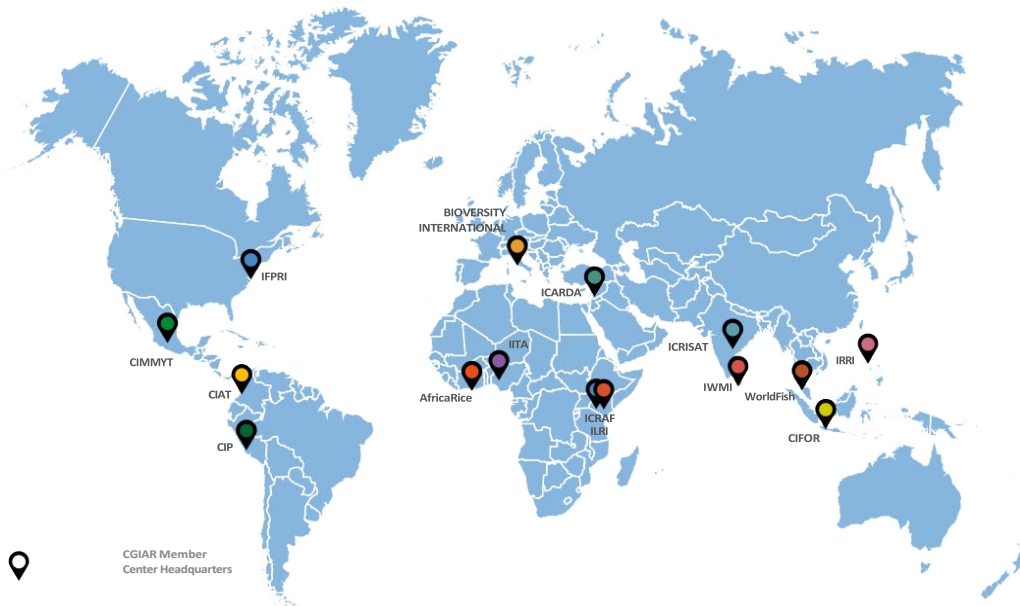 BIOVERSITY
INTERNATIONAL
IFPRI
ICARDA
CIMMYT
IITA
ICRISAT
IRRI
CIAT
AfricaRice
IWMI
WorldFish
ICRAF
ILRI
CIP
CIFOR
CGIAR Member
Center Headquarters